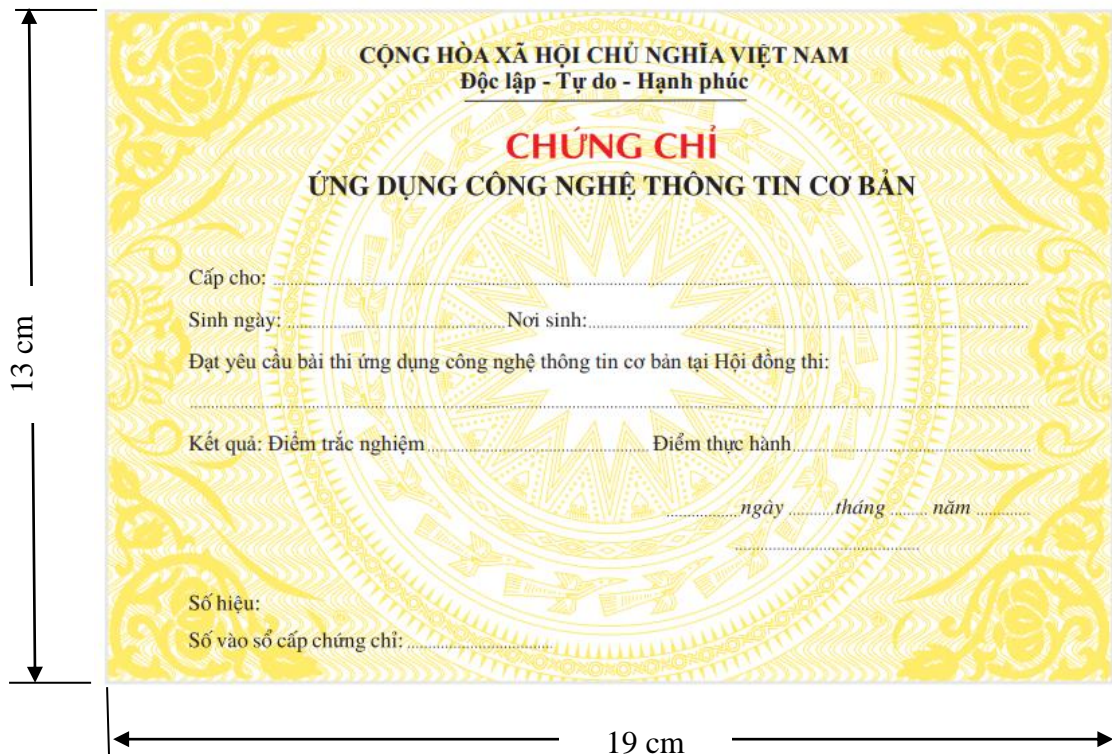 CỘNG HÒA XÃ HỘI CHỦ NGHĨA VIỆT NAM
Độc lập - Tự do - Hạnh phúc
CHỨNG CHỈ
ỨNG DỤNG CÔNG NGHỆ THÔNG TIN CƠ BẢN
Cấp cho: ........................................
Sinh ngày: .................... Nơi sinh: ........................................
Đạt yêu cầu bài thi ứng dụng công nghệ thông tin cơ bản tại Hội đồng thi:
........................................
Kết quả: Điểm trắc nghiệm .................... Điểm thực hành ....................
............ngày .........tháng ........ năm ...........
........................................
Số hiệu:
Số vào sổ cấp chứng chỉ: ....................
13 cm
19 cm